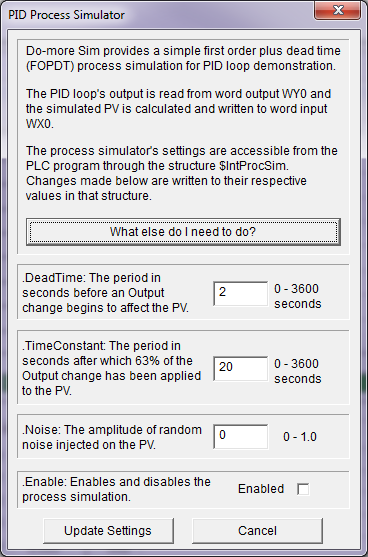 PID Process Simulator
Do-more Sim provides a simple first order plus dead time
(FOPDT) process simulation for PID loop demonstration.
The PID loop's output is read from word output WY0 and
the simulated PV is calculated and written to word input
WX0.
The process simulator's settings are accessible from the
PLC program through the structure $IntProcSim.
Changes made below are written to their respective
values in that structure.
What else do I need to do?
.DeadTime: The period in
seconds before an Output
change begins to affect the PV.
2
0 - 3600
seconds
.TimeConstant: The period in
seconds after which 63% of the
Output change has been applied
to the PV.
20
0 - 3600
seconds
.Noise: The amplitude of random
noise injected on the PV.
0
0 - 1.0
.Enable: Enables and disables the
process simulation.
Enabled
Update Settings
Cancel